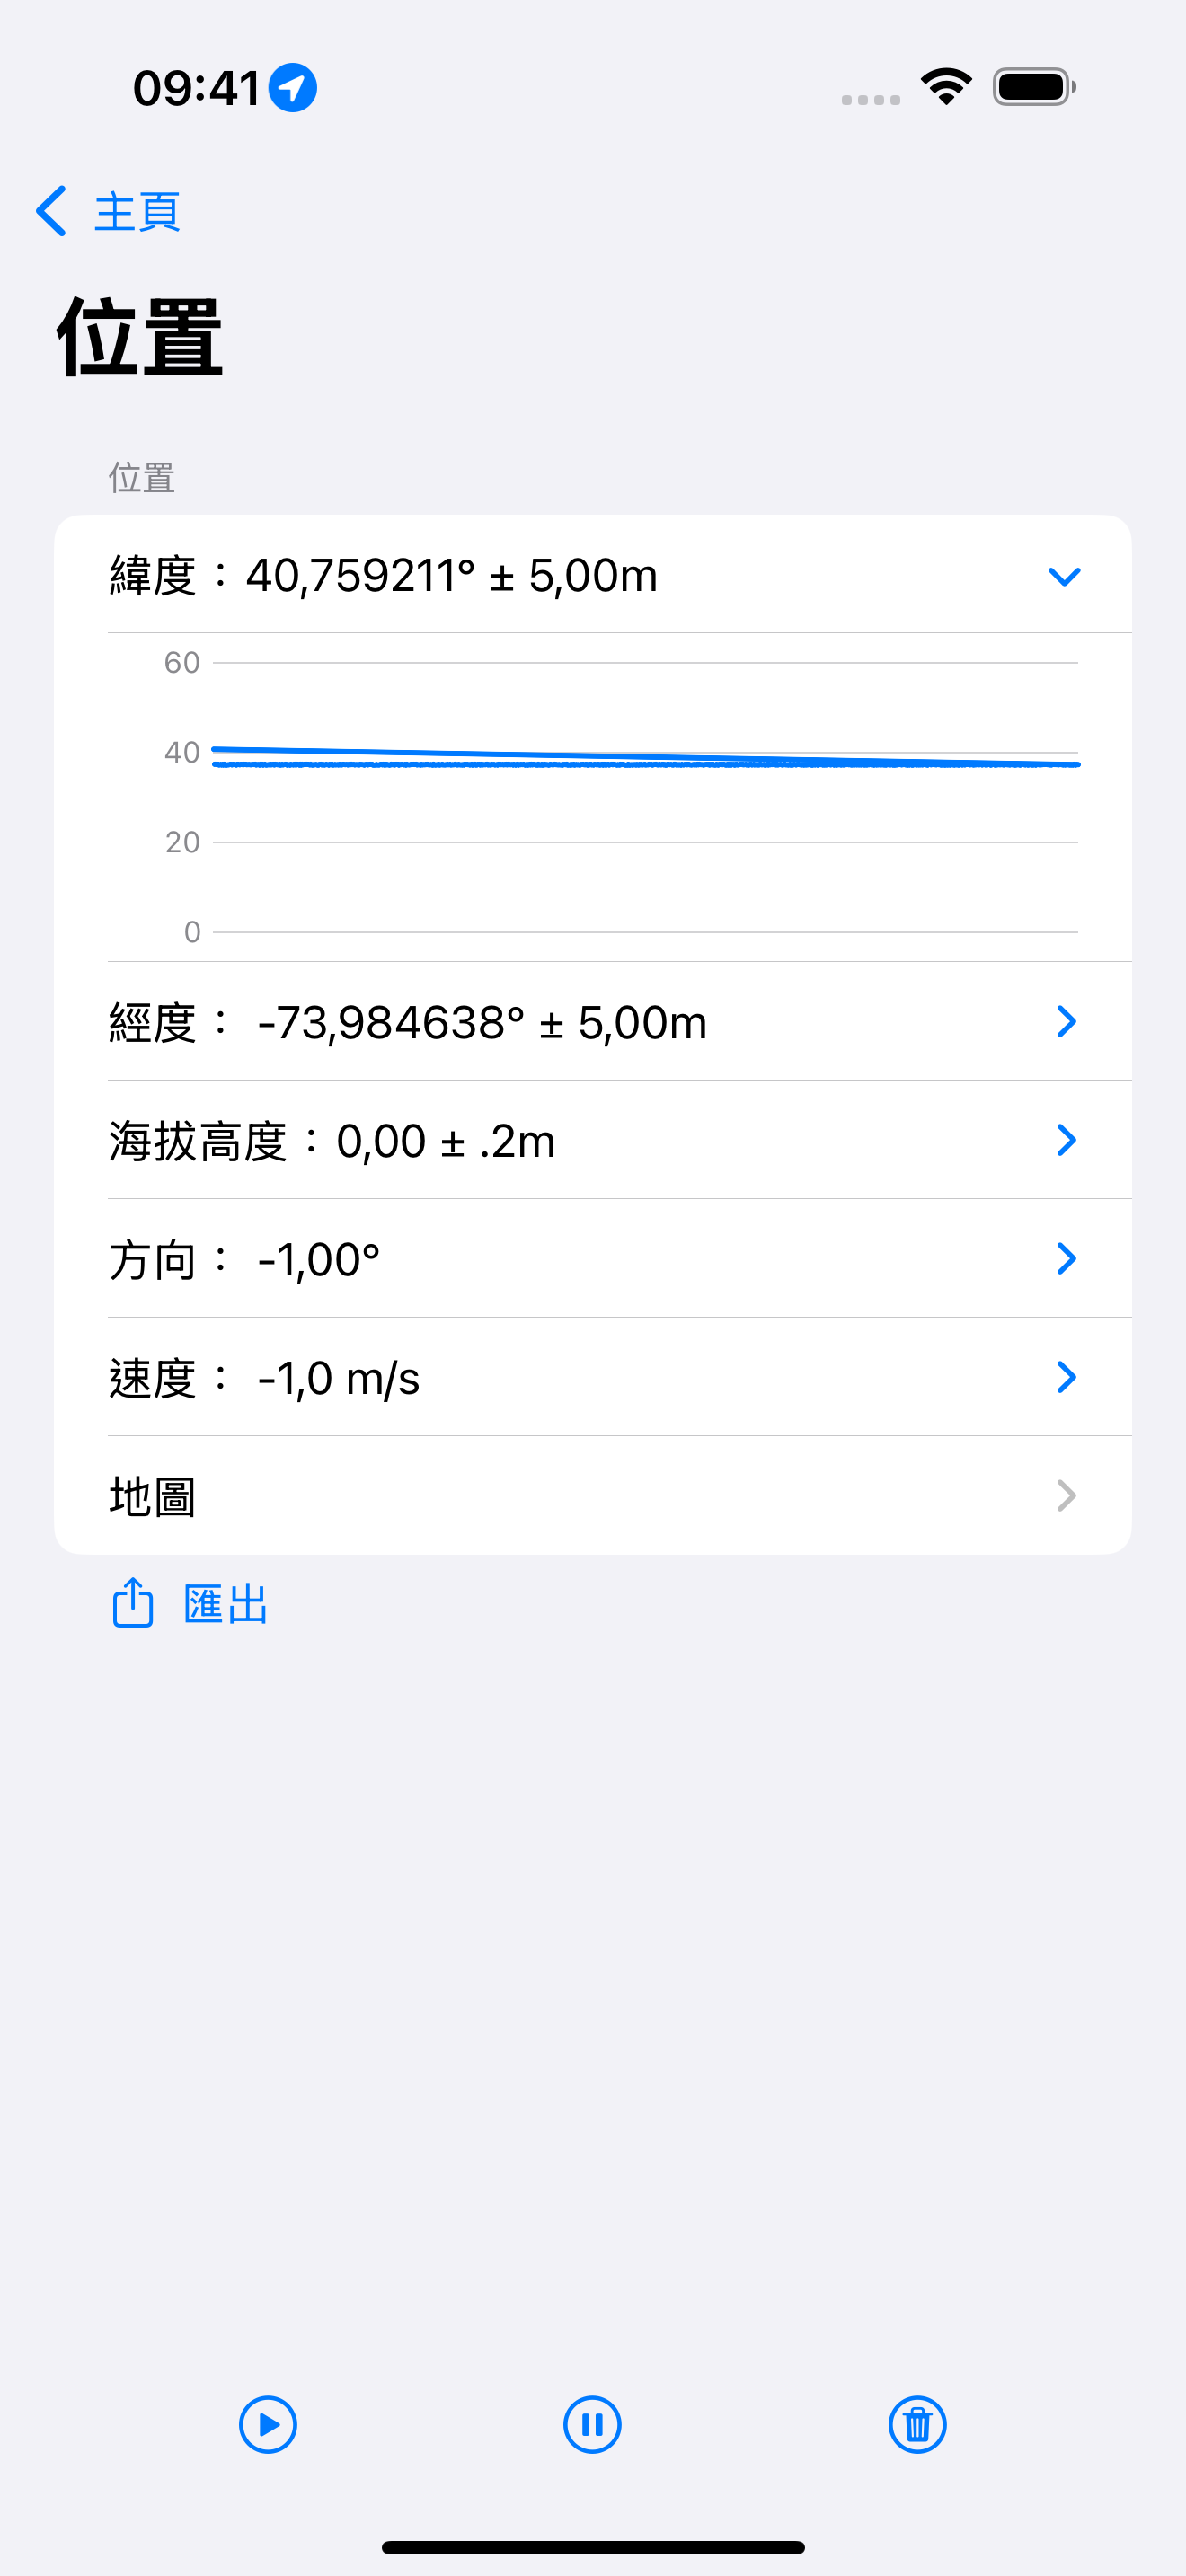 09:41
主頁
位置
位置
緯度：40,759211° ± 5,00m
60
40
20
0
經度： -73,984638° ± 5,00m
海拔高度：0,00 ± .2m
方向： -1,00°
速度： -1,0 m/s
地圖
匯出